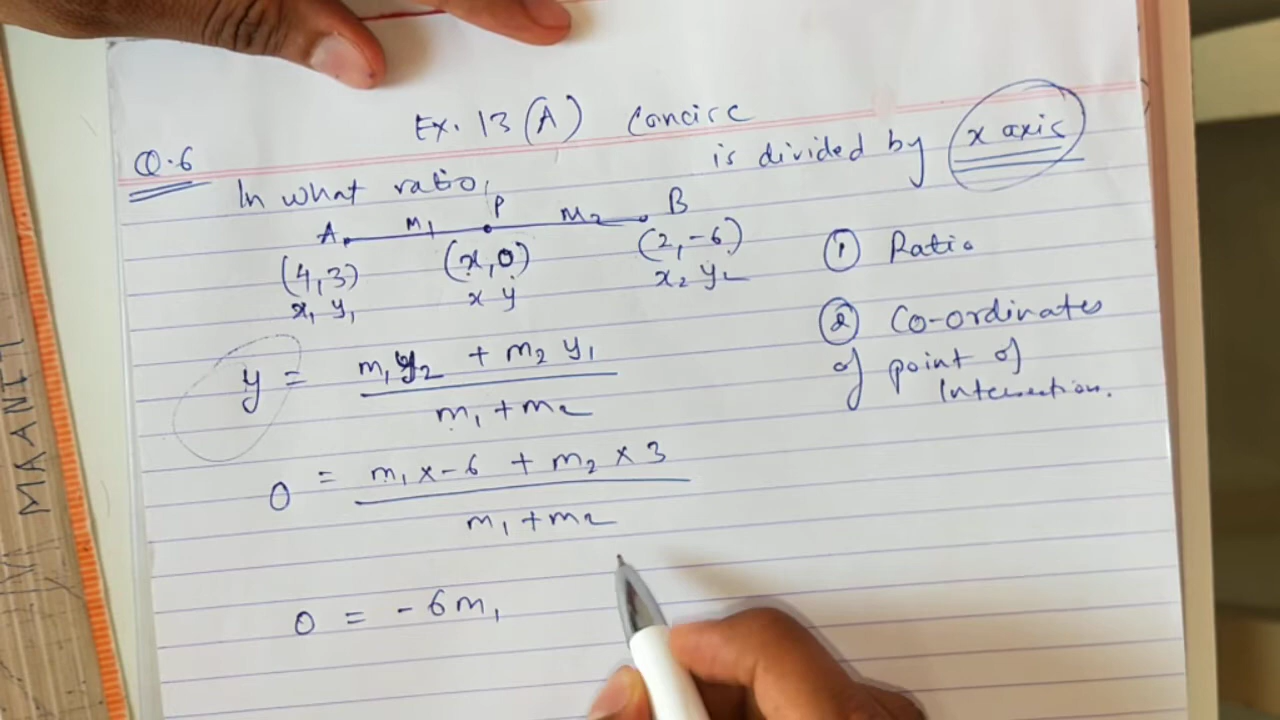 Ex. 13 (A) Concise
Q.6
In what ratio, is divided by x axis
A M1 P M2 B
(4,3) (x,0) (2,-6)
x1 y1 x y x2 y2
① Ratio
② Co-ordinates
of point of
Intersection.
y = m1y2 + m2 y1
m1 + m2
0 = m1 x -6 + m2 x 3
m1 + m2
0 = -6m1
MAANIT